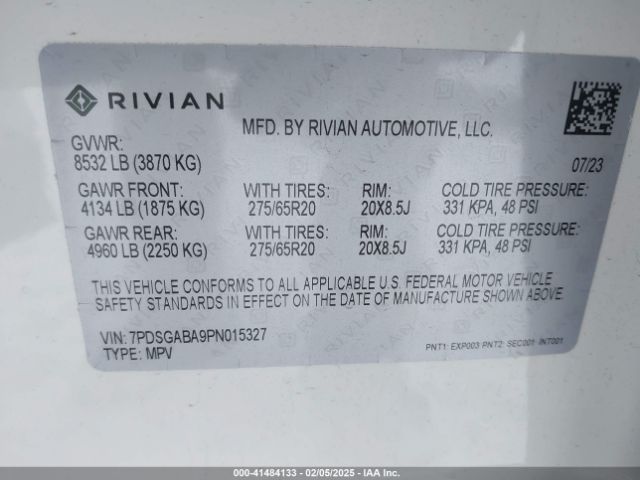 RIVIAN
MFD. BY RIVIAN AUTOMOTIVE, LLC.
GVWR:
8532 LB (3870 KG)
07/23
GAWR FRONT: WITH TIRES: RIM: COLD TIRE PRESSURE:
4134 LB (1875 KG) 275/65R20 20X8.5J 331 KPA, 48 PSI
GAWR REAR: WITH TIRES: RIM: COLD TIRE PRESSURE:
4960 LB (2250 KG) 275/65R20 20X8.5J 331 KPA, 48 PSI
THIS VEHICLE CONFORMS TO ALL APPLICABLE U.S. FEDERAL MOTOR VEHICLE
SAFETY STANDARDS IN EFFECT ON THE DATE OF MANUFACTURE SHOWN ABOVE.
VIN: 7PDSGABA9PN015327
TYPE: MPV
PNT1: EXP003 PNT2: SEC001 INT001
000-41484133 - 02/05/2025 - IAA Inc.